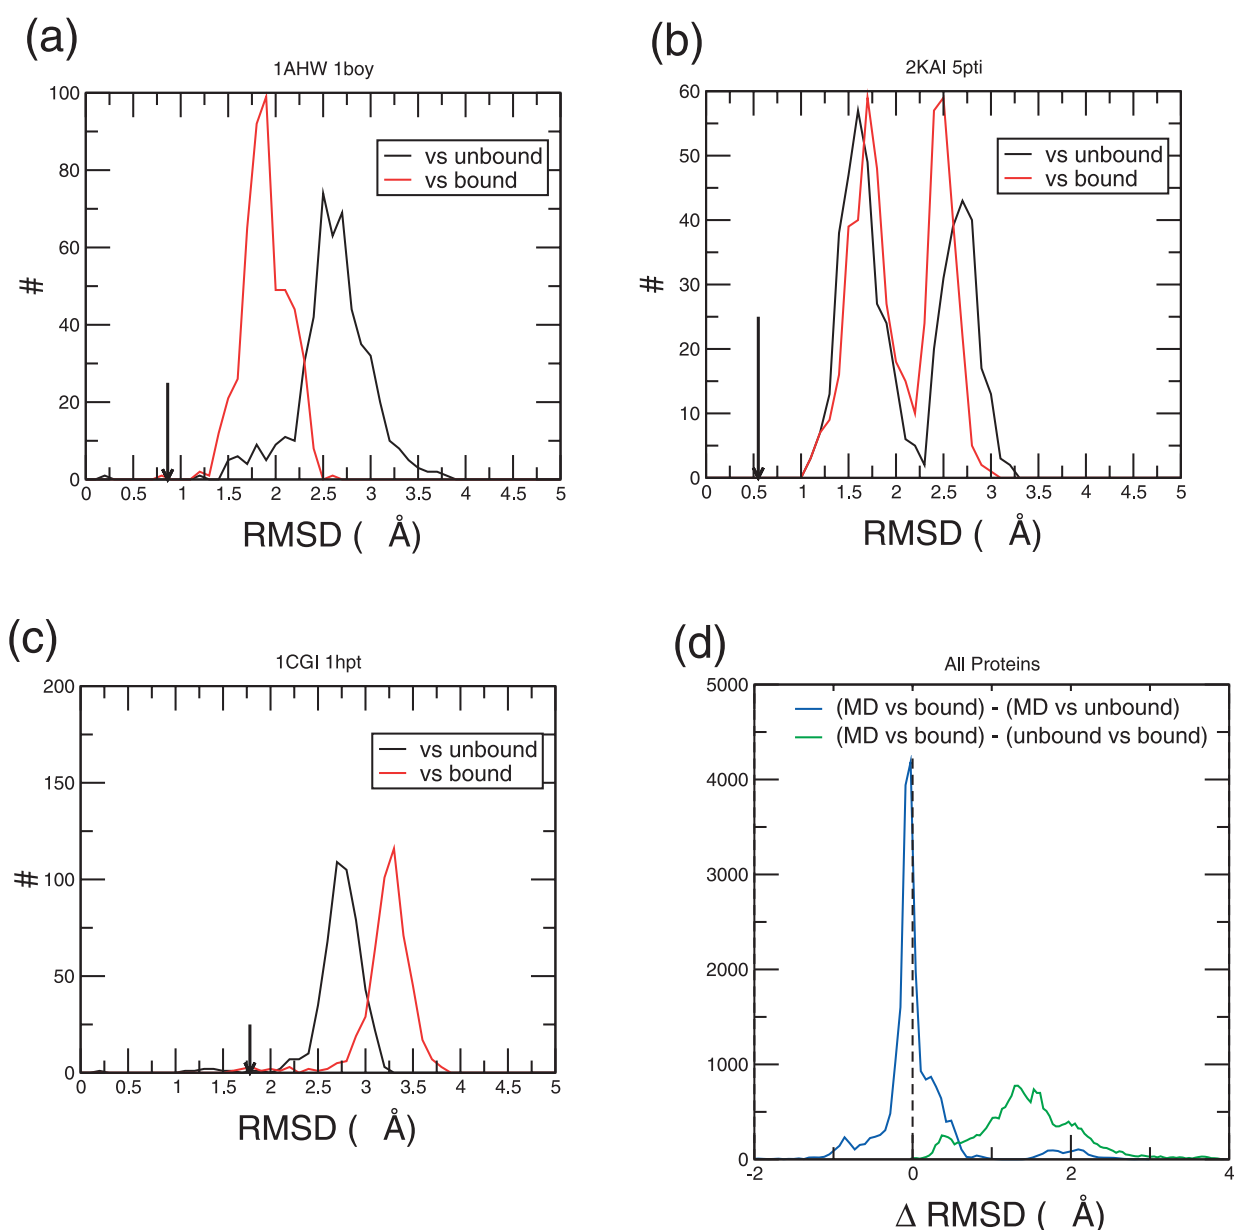 (a)
1AHW 1boy
100
80
60
40
20
0
#
vs unbound
vs bound
0 0.5 1 1.5 2 2.5 3 3.5 4 4.5 5
RMSD ( Å)
(b)
2KAI 5pti
60
50
40
30
20
10
0
#
vs unbound
vs bound
0 0.5 1 1.5 2 2.5 3 3.5 4 4.5 5
RMSD ( Å)
(c)
1CGI 1hpt
200
150
100
50
0
#
vs unbound
vs bound
0 0.5 1 1.5 2 2.5 3 3.5 4 4.5 5
RMSD ( Å)
(d)
All Proteins
5000
4000
3000
2000
1000
0
(MD vs bound) - (MD vs unbound)
(MD vs bound) - (unbound vs bound)
-2 0 2 4
Δ RMSD ( Å)